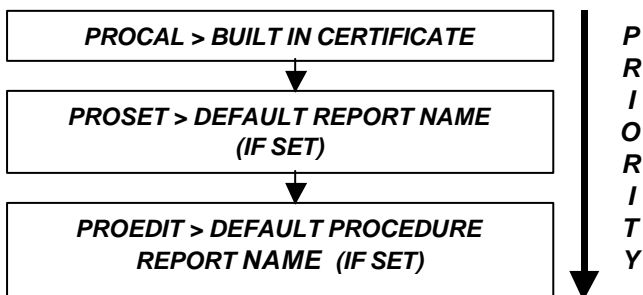 PROCAL > BUILT IN CERTIFICATE
PROSET > DEFAULT REPORT NAME
(IF SET)
PROEDIT > DEFAULT PROCEDURE
REPORT NAME (IF SET)
P
R
I
O
R
I
T
Y